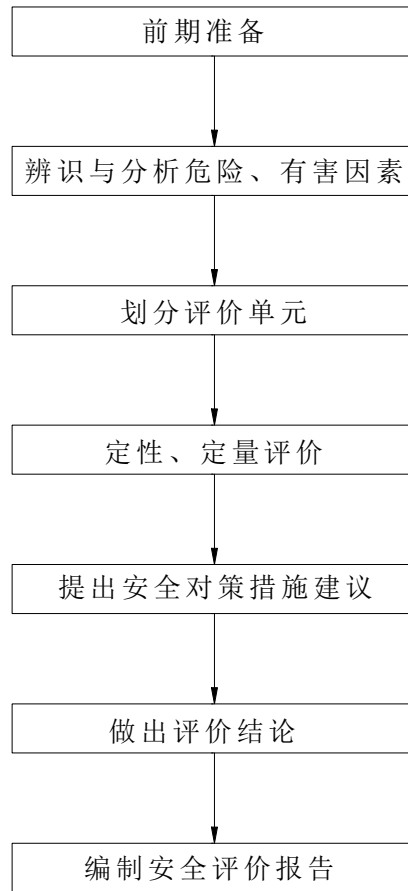 前期准备
辨识与分析危险、有害因素
划分评价单元
定性、定量评价
提出安全对策措施建议
做出评价结论
编制安全评价报告